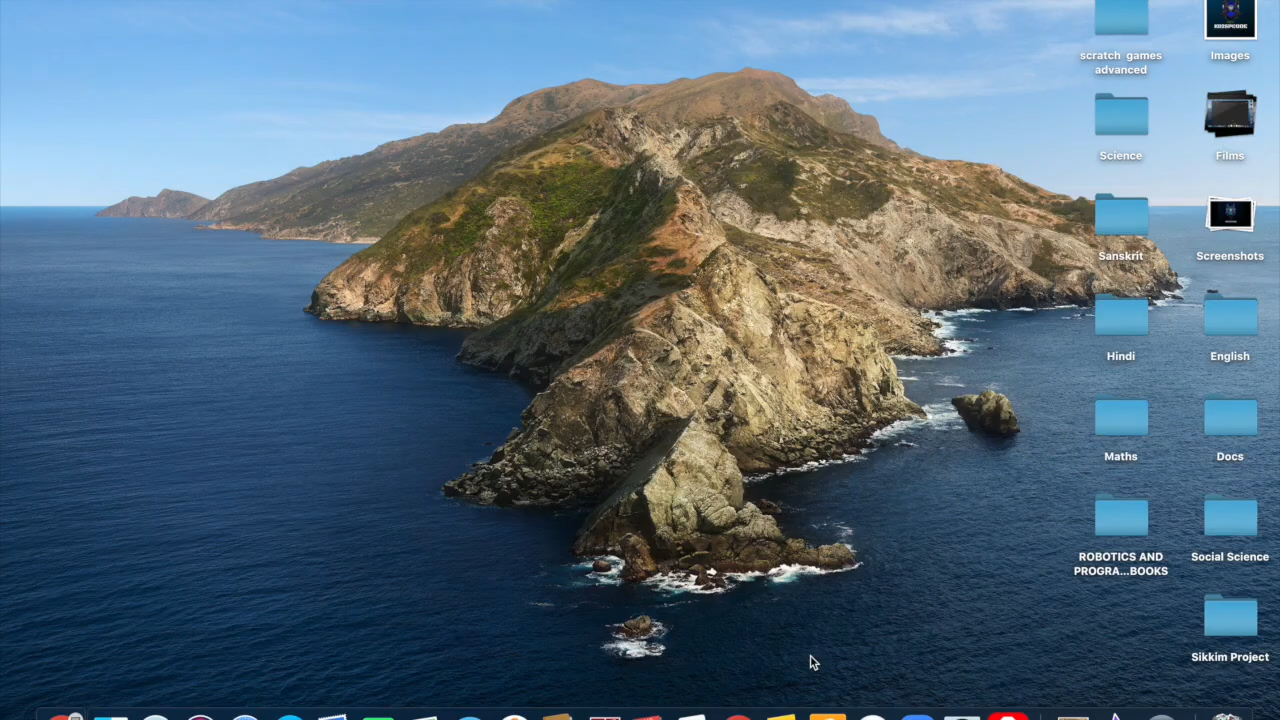 KRISPCODE
scratch games
advanced
Images
Science
Films
Sanskrit
Screenshots
Hindi
English
Maths
Docs
ROBOTICS AND
PROGRA...BOOKS
Social Science
Sikkim Project